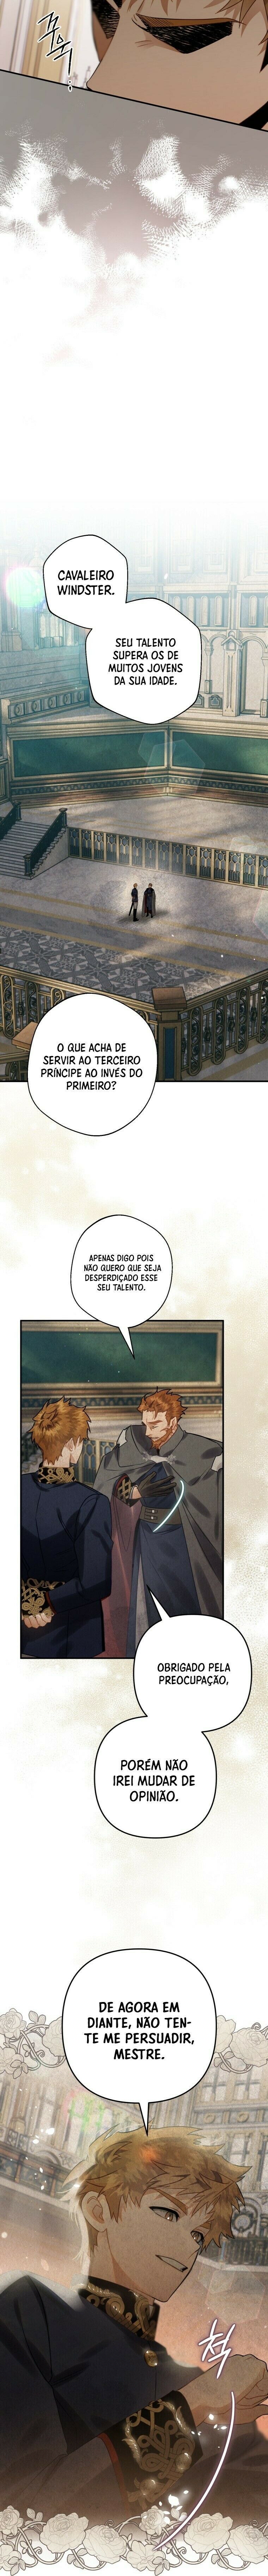 CAVALEIRO
WINDSTER.
SEU TALENTO
SUPERA OS DE
MUITOS JOVENS
DA SUA IDADE.
O QUE ACHA DE
SERVIR AO TERCEIRO
PRÍNCIPE AO INVÉS DO
PRIMEIRO?
APENAS DIGO POIS
NÃO QUERO QUE SEJA
DESPERDIÇADO ESSE
SEU TALENTO.
OBRIGADO PELA
PREOCUPAÇÃO,
PORÉM NÃO
IREI MUDAR DE
OPINIÃO.
DE AGORA EM
DIANTE, NÃO TEN-
TE ME PERSUADIR,
MESTRE.
척